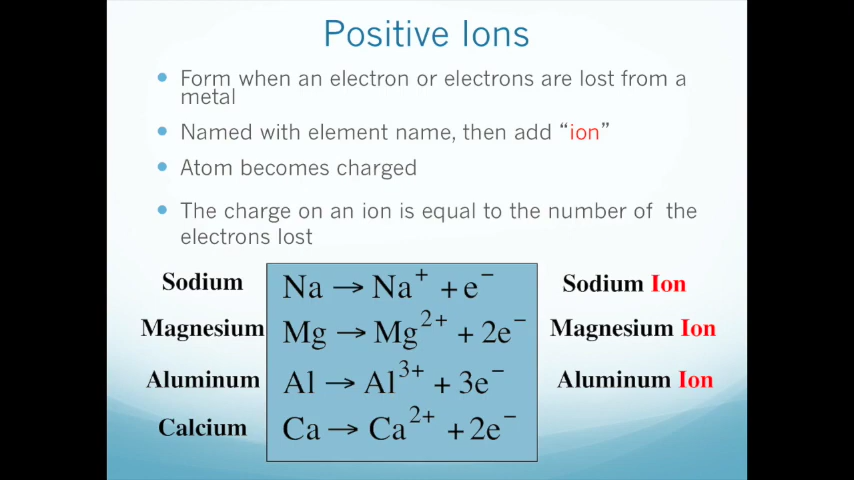 Positive Ions
• Form when an electron or electrons are lost from a
metal
• Named with element name, then add “ion”
• Atom becomes charged
• The charge on an ion is equal to the number of the
electrons lost
Sodium Na → Na⁺ + e⁻ Sodium Ion
Magnesium Mg → Mg²⁺ + 2e⁻ Magnesium Ion
Aluminum Al → Al³⁺ + 3e⁻ Aluminum Ion
Calcium Ca → Ca²⁺ + 2e⁻